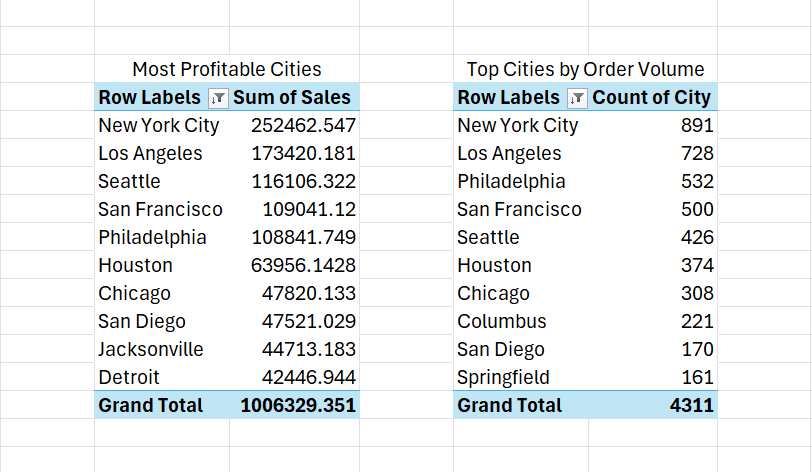 Most Profitable Cities
Row Labels Sum of Sales
New York City 252462.547
Los Angeles 173420.181
Seattle 116106.322
San Francisco 109041.12
Philadelphia 108841.749
Houston 63956.1428
Chicago 47820.133
San Diego 47521.029
Jacksonville 44713.183
Detroit 42446.944
Grand Total 1006329.351
Top Cities by Order Volume
Row Labels Count of City
New York City 891
Los Angeles 728
Philadelphia 532
San Francisco 500
Seattle 426
Houston 374
Chicago 308
Columbus 221
San Diego 170
Springfield 161
Grand Total 4311